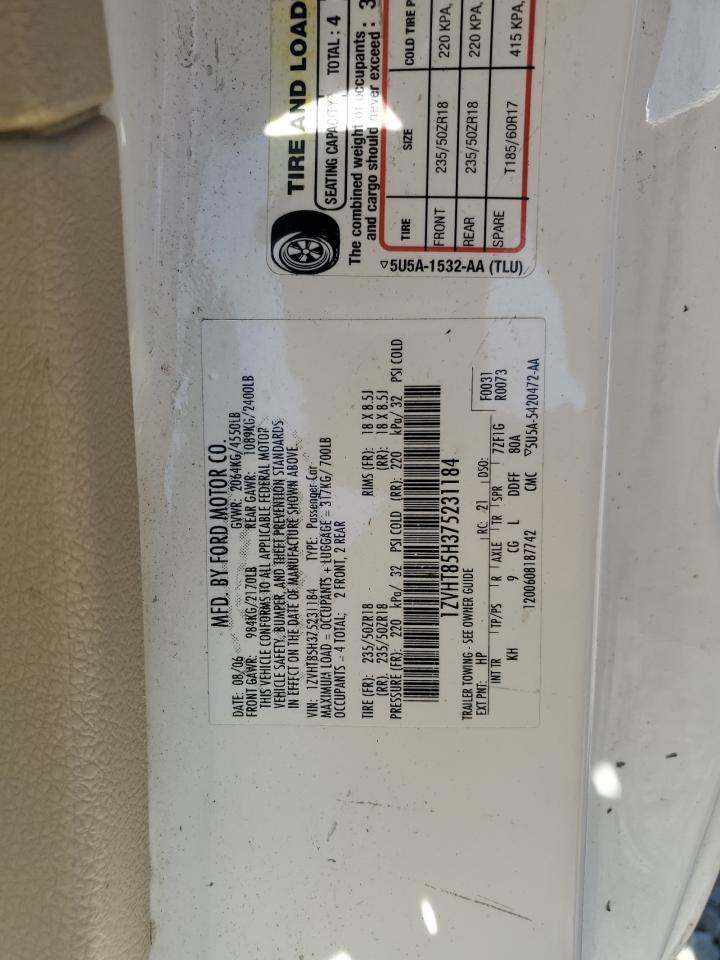 TIRE AND LOAD
SEATING CAPACITY TOTAL : 4
The combined weight of occupants
and cargo should never exceed : 3
TIRE SIZE COLD TIRE P
FRONT 235/50ZR18 220 KPA,
REAR 235/50ZR18 220 KPA,
SPARE T185/60R17 415 KPA,
▽5U5A-1532-AA (TLU)
MFD. BY FORD MOTOR CO.
DATE: 08/06 GVWR: 2064KG/4550LB
FRONT GAWR: 984KG/2170LB REAR GAWR: 1089KG/2400LB
THIS VEHICLE CONFORMS TO ALL APPLICABLE FEDERAL MOTOR
VEHICLE SAFETY, BUMPER, AND THEFT PREVENTION STANDARDS
IN EFFECT ON THE DATE OF MANUFACTURE SHOWN ABOVE.
VIN: 1ZVHT85H375231184 TYPE: Passenger Car
MAXIMUM LOAD = OCCUPANTS + LUGGAGE = 317KG/ 700LB
OCCUPANTS = 4 TOTAL; 2 FRONT, 2 REAR
TIRE (FR): 235/50ZR18 RIMS (FR): 18 X 8.5J
(RR): 235/50ZR18 (RR): 18 X 8.5J
PRESSURE (FR): 220 kPa/ 32 PSI COLD (RR): 220 kPa/ 32 PSI COLD
1ZVHT85H375231184
TRAILER TOWING - SEE OWNER GUIDE
EXT PNT: HP RC: 21 DSO: F0031
R0073
INT TR TP/PS R AXLE TR SPR 7ZF1G
KH 9 CG L DDFF 80A
1200608187742 CMC ▽5U5A-5420472-AA